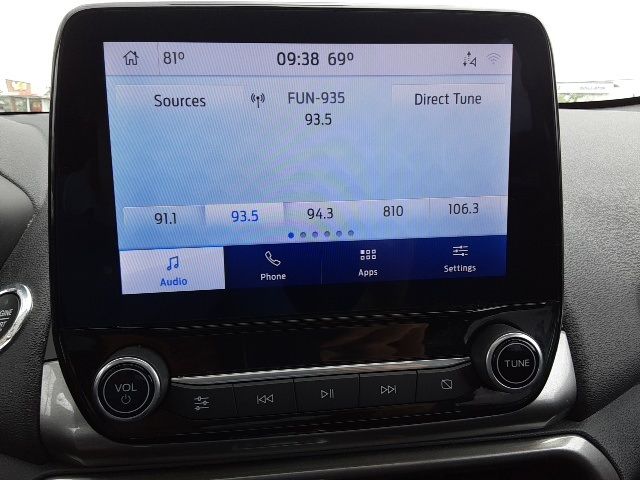 81° 09:38 69°
Sources FUN-935 Direct Tune
93.5
91.1 93.5 94.3 810 106.3
Audio Phone Apps Settings
VOL TUNE